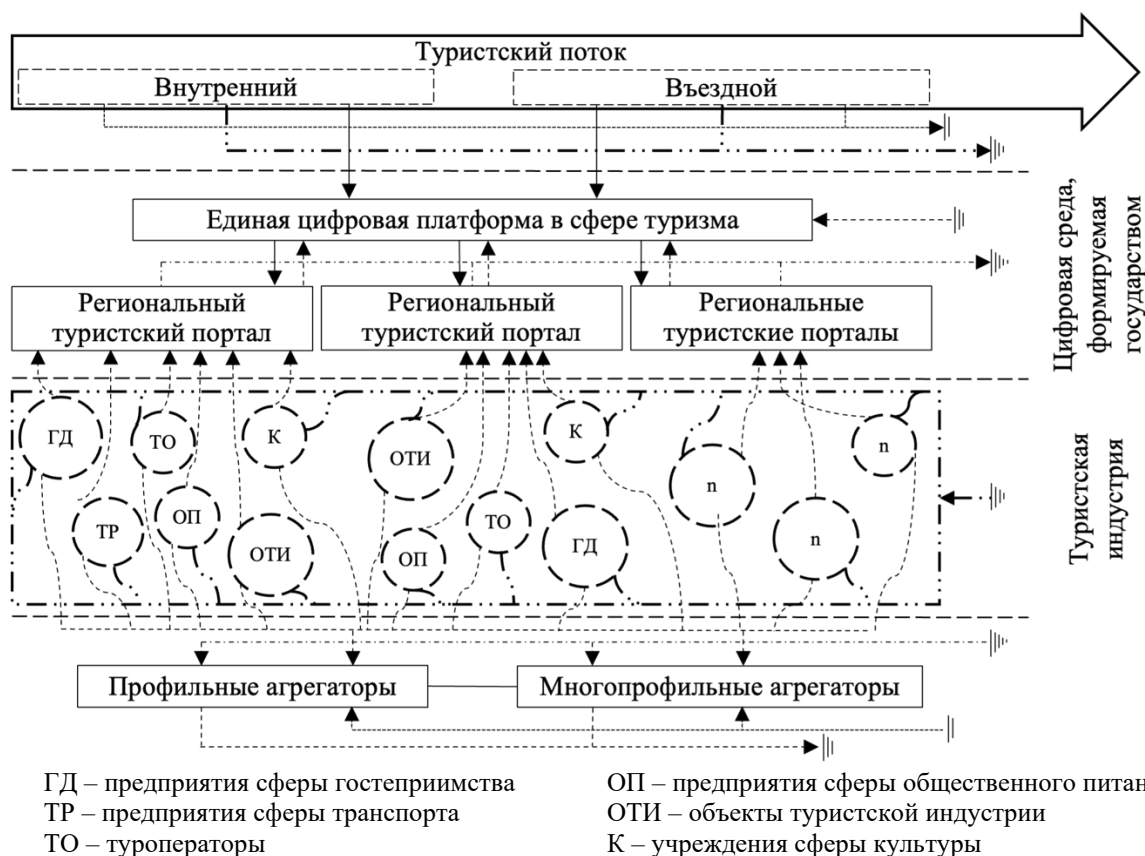 Туристский поток
Внутренний
Въездной
Единая цифровая платформа в сфере туризма
Региональный
туристский портал
Региональный
туристский портал
Региональные
туристские порталы
Цифровая среда,
формируемая
государством
ГД
ТО
К
ОТИ
К
n
n
ТР
ОП
ОТИ
ОП
ТО
ГД
n
Туристская
индустрия
Профильные агрегаторы
Многопрофильные агрегаторы
ГД – предприятия сферы гостеприимства
ТР – предприятия сферы транспорта
ТО – туроператоры
ОП – предприятия сферы общественного питан
ОТИ – объекты туристской индустрии
К – учреждения сферы культуры